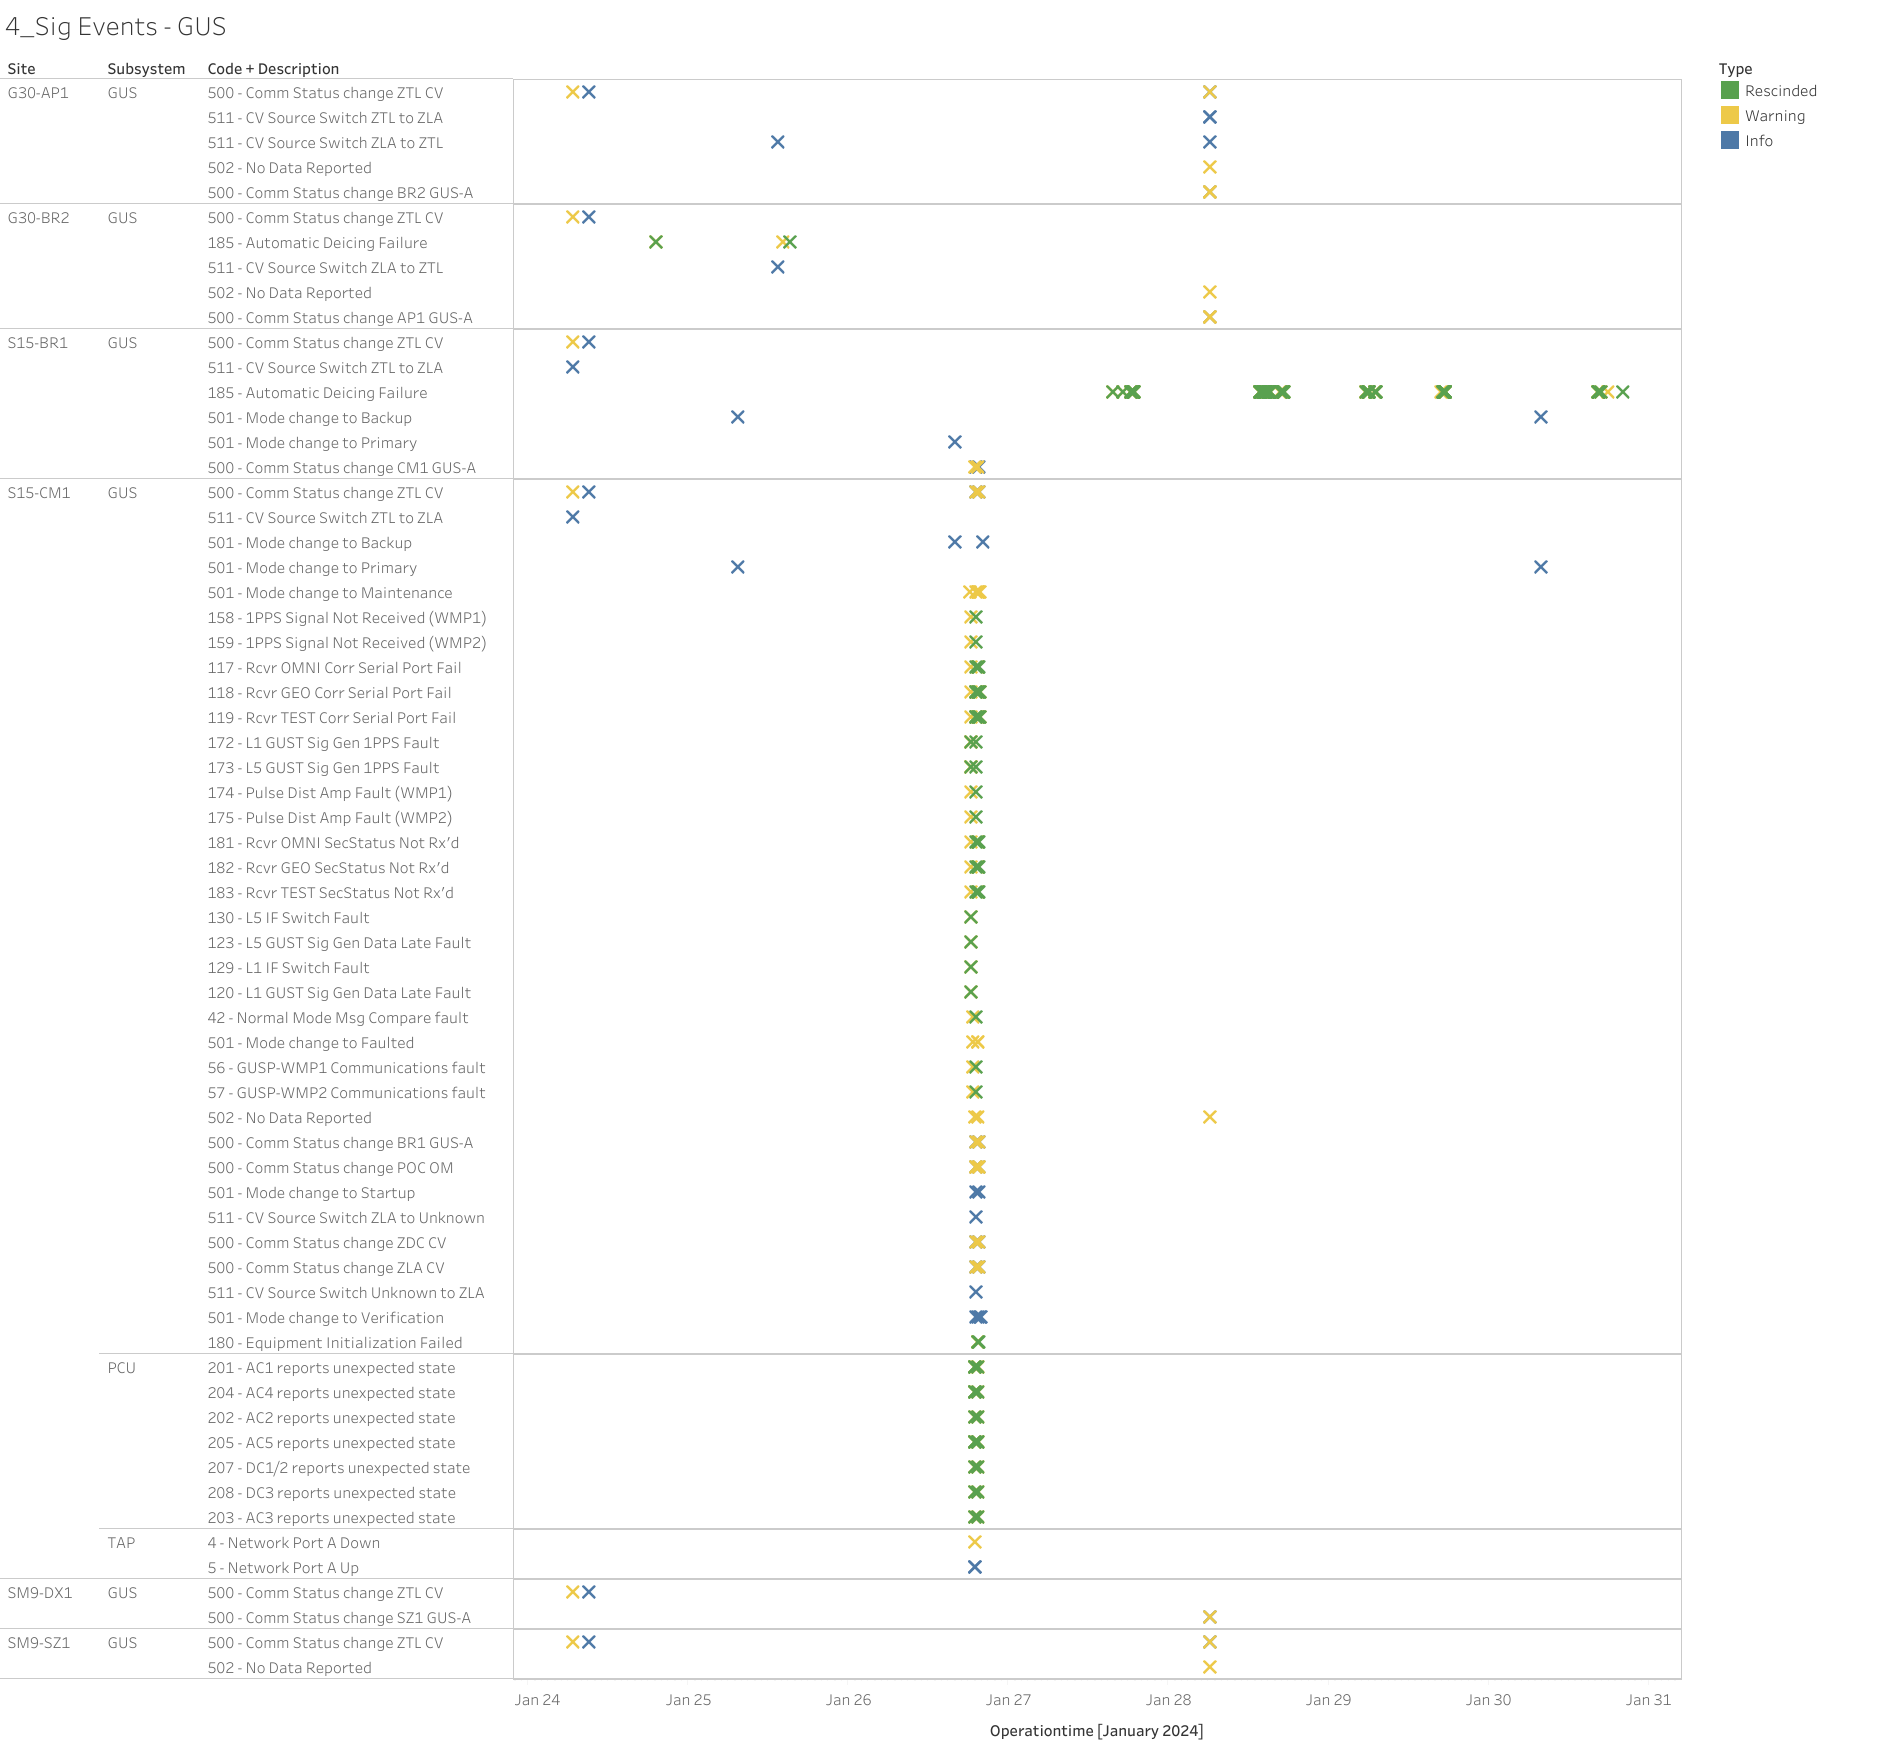 4_Sig Events - GUS
Site Subsystem Code + Description Type
G30-AP1 GUS 500 - Comm Status change ZTL CV Rescinded
511 - CV Source Switch ZTL to ZLA Warning
511 - CV Source Switch ZLA to ZTL Info
502 - No Data Reported
500 - Comm Status change BR2 GUS-A
G30-BR2 GUS 500 - Comm Status change ZTL CV
185 - Automatic Deicing Failure
511 - CV Source Switch ZLA to ZTL
502 - No Data Reported
500 - Comm Status change AP1 GUS-A
S15-BR1 GUS 500 - Comm Status change ZTL CV
511 - CV Source Switch ZTL to ZLA
185 - Automatic Deicing Failure
501 - Mode change to Backup
501 - Mode change to Primary
500 - Comm Status change CM1 GUS-A
S15-CM1 GUS 500 - Comm Status change ZTL CV
511 - CV Source Switch ZTL to ZLA
501 - Mode change to Backup
501 - Mode change to Primary
501 - Mode change to Maintenance
158 - 1PPS Signal Not Received (WMP1)
159 - 1PPS Signal Not Received (WMP2)
117 - Rcvr OMNI Corr Serial Port Fail
118 - Rcvr GEO Corr Serial Port Fail
119 - Rcvr TEST Corr Serial Port Fail
172 - L1 GUST Sig Gen 1PPS Fault
173 - L5 GUST Sig Gen 1PPS Fault
174 - Pulse Dist Amp Fault (WMP1)
175 - Pulse Dist Amp Fault (WMP2)
181 - Rcvr OMNI SecStatus Not Rx'd
182 - Rcvr GEO SecStatus Not Rx'd
183 - Rcvr TEST SecStatus Not Rx'd
130 - L5 IF Switch Fault
123 - L5 GUST Sig Gen Data Late Fault
129 - L1 IF Switch Fault
120 - L1 GUST Sig Gen Data Late Fault
42 - Normal Mode Msg Compare fault
501 - Mode change to Faulted
56 - GUSP-WMP1 Communications fault
57 - GUSP-WMP2 Communications fault
502 - No Data Reported
500 - Comm Status change BR1 GUS-A
500 - Comm Status change POC OM
501 - Mode change to Startup
511 - CV Source Switch ZLA to Unknown
500 - Comm Status change ZDC CV
500 - Comm Status change ZLA CV
511 - CV Source Switch Unknown to ZLA
501 - Mode change to Verification
180 - Equipment Initialization Failed
PCU 201 - AC1 reports unexpected state
204 - AC4 reports unexpected state
202 - AC2 reports unexpected state
205 - AC5 reports unexpected state
207 - DC1/2 reports unexpected state
208 - DC3 reports unexpected state
203 - AC3 reports unexpected state
TAP 4 - Network Port A Down
5 - Network Port A Up
SM9-DX1 GUS 500 - Comm Status change ZTL CV
500 - Comm Status change SZ1 GUS-A
SM9-SZ1 GUS 500 - Comm Status change ZTL CV
502 - No Data Reported
Jan 24 Jan 25 Jan 26 Jan 27 Jan 28 Jan 29 Jan 30 Jan 31
Operationtime [January 2024]